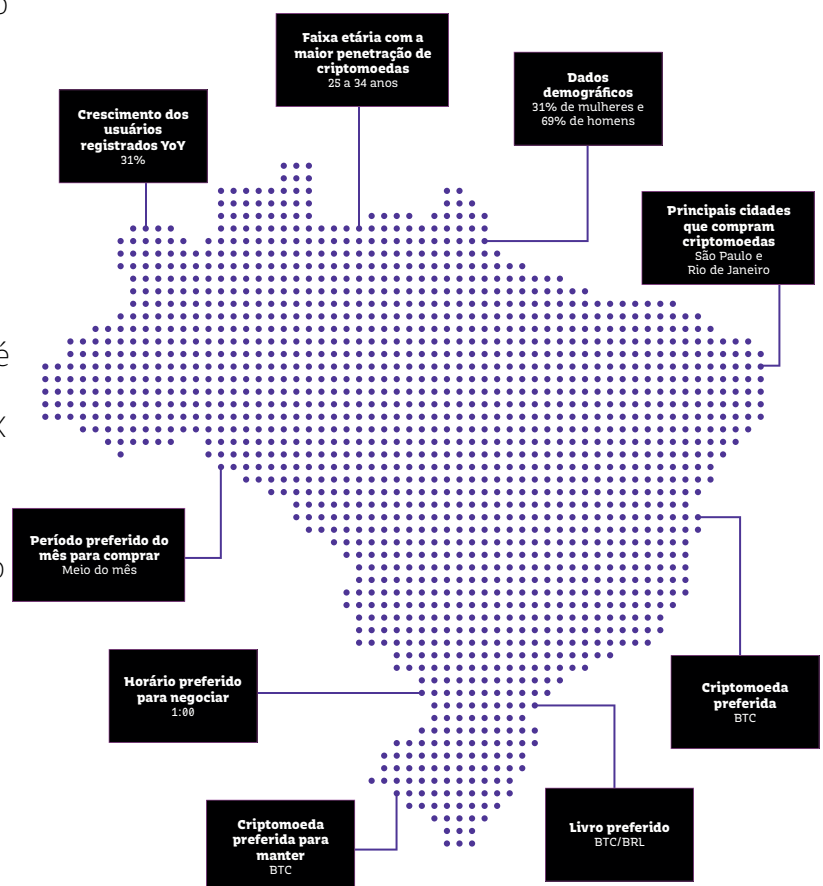 Faixa etária com a
maior penetração de
criptomoedas
25 a 34 anos
Dados
demográficos
31% de mulheres e
69% de homens
Crescimento dos
usuários
registrados YoY
31%
Principais cidades
que compram
criptomoedas
São Paulo e
Rio de Janeiro
é
Período preferido do
mês para comprar
Meio do mês
Horário preferido
para negociar
1:00
Criptomoeda
preferida
BTC
Criptomoeda
preferida para
manter
BTC
Livro preferido
BTC/BRL